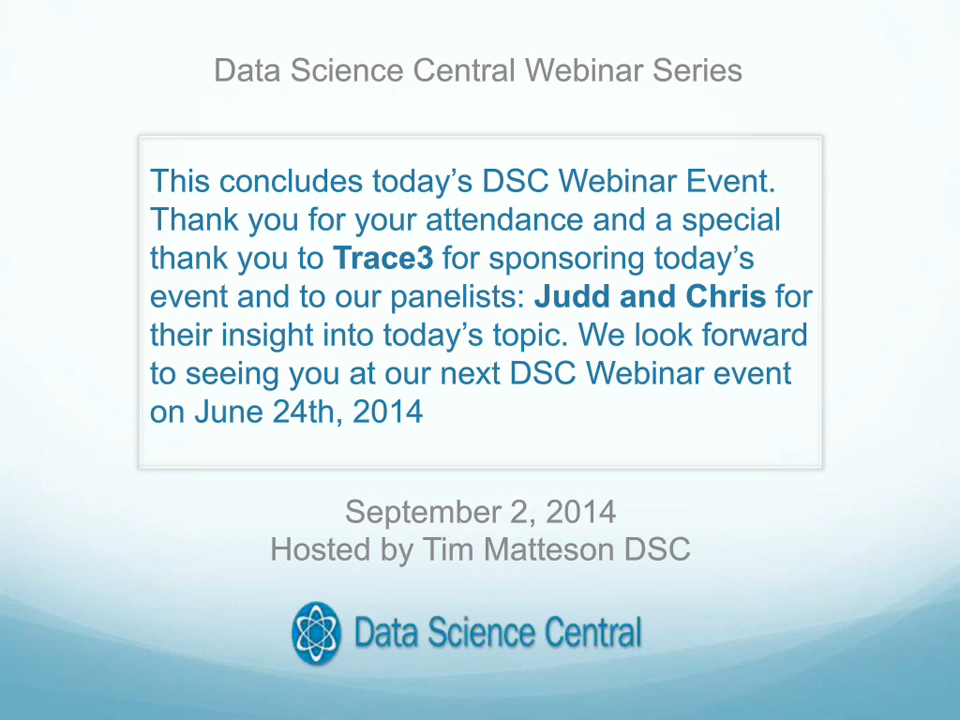 Data Science Central Webinar Series
This concludes today’s DSC Webinar Event.
Thank you for your attendance and a special
thank you to Trace3 for sponsoring today’s
event and to our panelists: Judd and Chris for
their insight into today’s topic. We look forward
to seeing you at our next DSC Webinar event
on June 24th, 2014
September 2, 2014
Hosted by Tim Matteson DSC
Data Science Central